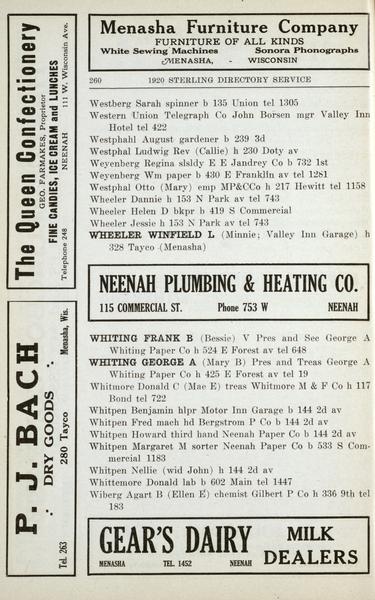 Menasha Furniture Company
FURNITURE OF ALL KINDS
White Sewing Machines Sonora Phonographs
MENASHA, - WISCONSIN
260 1920 STERLING DIRECTORY SERVICE
Westberg Sarah spinner b 135 Union tel 1305
Western Union Telegraph Co John Borsen mgr Valley Inn
Hotel tel 422
Westphahl August gardener b 239 3d
Westphal Ludwig Rev (Callie) h 230 Doty av
Weyenberg Regina slsldy E E Jandrey Co b 732 1st
Weyenberg Wm paper b 430 E Franklin av tel 1281
Westphal Otto (Mary) emp MP&CCo h 217 Hewitt tel 1158
Wheeler Dannie h 153 N Park av tel 743
Wheeler Helen D bkpr b 419 S Commercial
Wheeler Jessie h 153 N Park av tel 743
WHEELER WINFIELD L (Minnie; Valley Inn Garage) h
328 Tayco (Menasha)
NEENAH PLUMBING & HEATING CO.
115 COMMERCIAL ST. Phone 753 W NEENAH
WHITING FRANK B (Bessie) V Pres and See George A
Whiting Paper Co h 524 E Forest av tel 648
WHITING GEORGE A (Mary B) Pres and Treas George A
Whiting Paper Co h 425 E Forest av tel 19
Whitmore Donald C (Mae E) treas Whitmore M & F Co h 117
Bond tel 722
Whitpen Benjamin hlpr Motor Inn Garage b 144 2d av
Whitpen Fred mach hd Bergstrom P Co b 144 2d av
Whitpen Howard third hand Neenah Paper Co b 144 2d av
Whitpen Margaret M sorter Neenah Paper Co b 533 S Com-
mercial 1183
Whitpen Nellie (wid John) h 144 2d av
Whittemore Donald lab b 602 Main tel 1447
Wiberg Agart B (Ellen E) chemist Gilbert P Co h 336 9th tel
183
GEAR'S DAIRY MILK DEALERS
MENASHA TEL. 1452 NEENAH
The Queen Confectionery
GEO. FARMAKES, Proprietor
FINE CANDIES, ICE CREAM and LUNCHES
Telephone 248 NEENAH 111 W. Wisconsin Ave.
P. J. BACH
DRY GOODS
Tel. 263 280 Tayco Menasha, Wis.